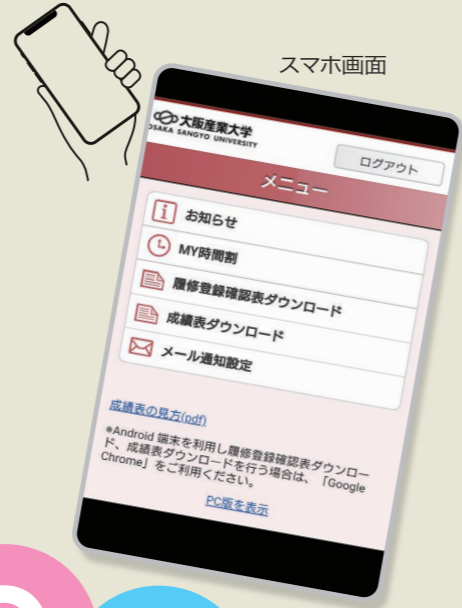 スマホ画面
大阪産業大学
OSAKA SANGYO UNIVERSITY
ログアウト
メニュー
お知らせ
MY時間割
履修登録確認表ダウンロード
成績表ダウンロード
メール通知設定
成績表の見方(pdf)
*Android 端末を利用し履修登録確認表ダウンロー
ド、成績表ダウンロードを行う場合は、「Google
Chrome」をご利用ください。
PC版を表示